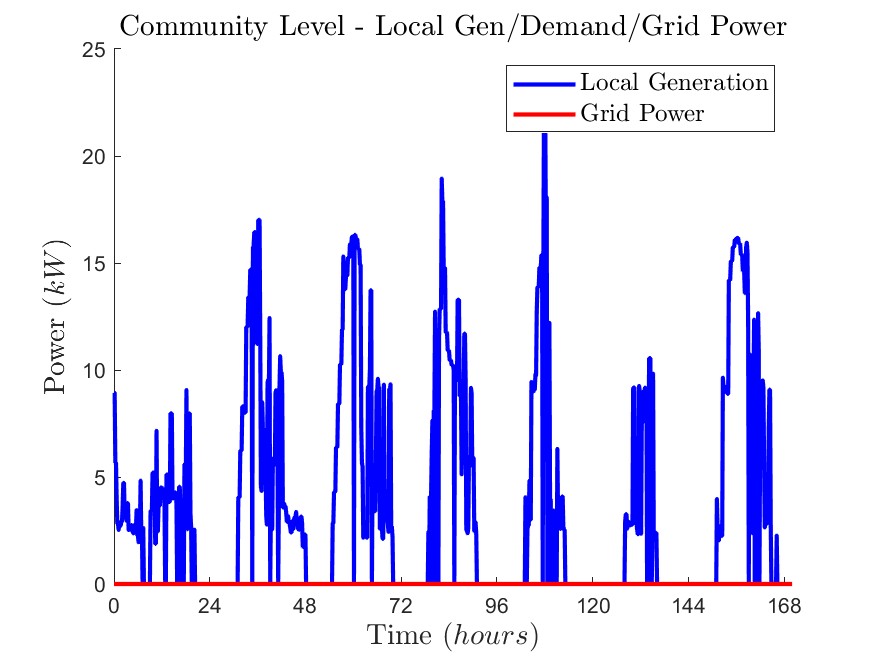 Community Level - Local Gen/Demand/Grid Power
25
Local Generation
Grid Power
20
15
10
5
0
Power (kW)
0 24 48 72 96 120 144 168
Time (hours)